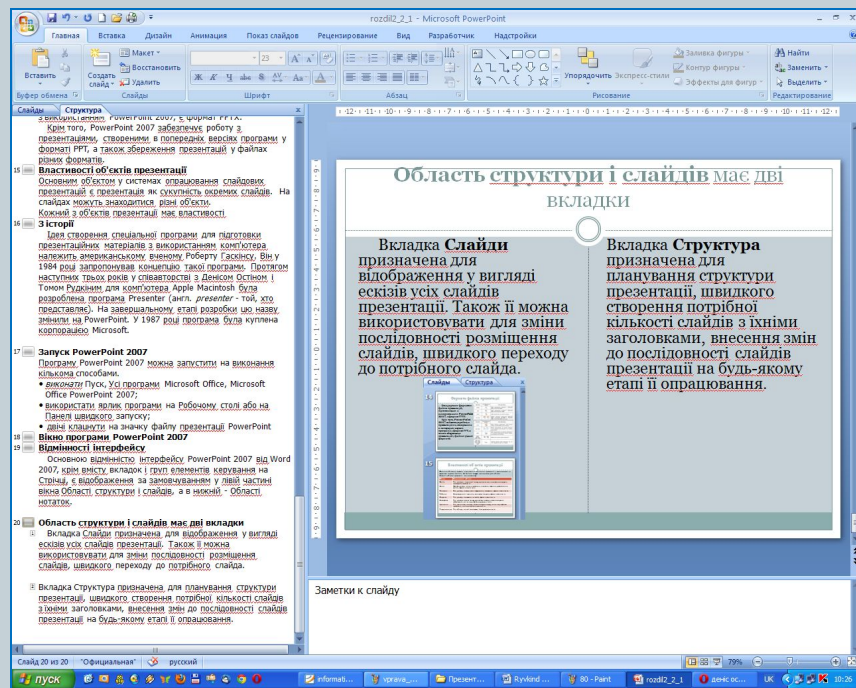 rozdil2_2_1 - Microsoft PowerPoint
Главная Вставка Дизайн Анимация Показ слайдов Рецензирование Вид Разработчик Надстройки
Вставить
Создать слайд
Макет
Восстановить
Удалить
23
Ж К Ч abe S AV Aa A
Упорядочить Экспресс-стили
Заливка фигуры
Контур фигуры
Эффекты для фигур
Найти
Заменить
Выделить
Буфер обмена Слайды Шрифт Абзац Рисование Редактирование
Слайды Структура
з використанням PowerPoint 2007, є формат PPTX.
Крім того, PowerPoint 2007 забезпечує роботу з
презентаціями, створеними в попередніх версіях програми у
форматі PPT, а також збереження презентацій у файлах
різних форматів.
15 Властивості об'єктів презентації
Основним об'єктом у системах опрацювання слайдових
презентацій є презентація як сукупність окремих слайдів. На
слайдах можуть знаходитися різні об'єкти.
Кожний з об'єктів презентації має властивості
16 З історії
Ідея створення спеціальної програми для підготовки
презентаційних матеріалів з використанням комп'ютера
належить американському вченому Роберту Гаскінсу. Він у
1984 році запропонував концепцію такої програми. Протягом
наступних трьох років у співавторстві з Денісом Остіном і
Томом Рудкіним для комп'ютера Apple Macintosh була
розроблена програма Presenter (англ. presenter - той, хто
представляє). На завершальному етапі розробки цю назву
змінили на PowerPoint. У 1987 році програма була куплена
корпорацією Microsoft.
17 Запуск PowerPoint 2007
Програму PowerPoint 2007 можна запустити на виконання
кількома способами.
• виконати Пуск, Усі програми Microsoft Office, Microsoft
Office PowerPoint 2007;
• використати ярлик програми на Робочому столі або на
Панелі швидкого запуску;
• двічі клацнути на значку файлу презентації PowerPoint
18 Вікно програми PowerPoint 2007
19 Відмінності інтерфейсу
Основною відмінністю інтерфейсу PowerPoint 2007 від Word
2007, крім вмісту вкладок і груп елементів керування на
Стрічці, є відображення за замовчуванням у лівій частині
вікна Області структури і слайдів, а в нижній - Області
нотаток.
20 Область структури і слайдів має дві вкладки
Вкладка Слайди призначена для відображення у вигляді
ескізів усіх слайдів презентації. Також її можна
використовувати для зміни послідовності розміщення
слайдів, швидкого переходу до потрібного слайда.
Вкладка Структура призначена для планування структури
презентації, швидкого створення потрібної кількості слайдів
з їхніми заголовками, внесення змін до послідовності слайдів
презентації на будь-якому етапі її опрацювання.
Область структури і слайдів має дві
вкладки
Вкладка Слайди
призначена для
відображення у вигляді
ескізів усіх слайдів
презентації. Також її можна
використовувати для зміни
послідовності розміщення
слайдів, швидкого переходу
до потрібного слайда.
Слайды Структура
14
15
Вкладка Структура
призначена для
планування структури
презентації, швидкого
створення потрібної
кількості слайдів з їхніми
заголовками, внесення змін
до послідовності слайдів
презентації на будь-якому
етапі її опрацювання.
Заметки к слайду
Слайд 20 из 20 "Официальная" русский 79%
пуск informati... vprava_... Презент... Ryvkind ... 80 - Paint rozdil2_2_1 деніс ос... UK 10:26